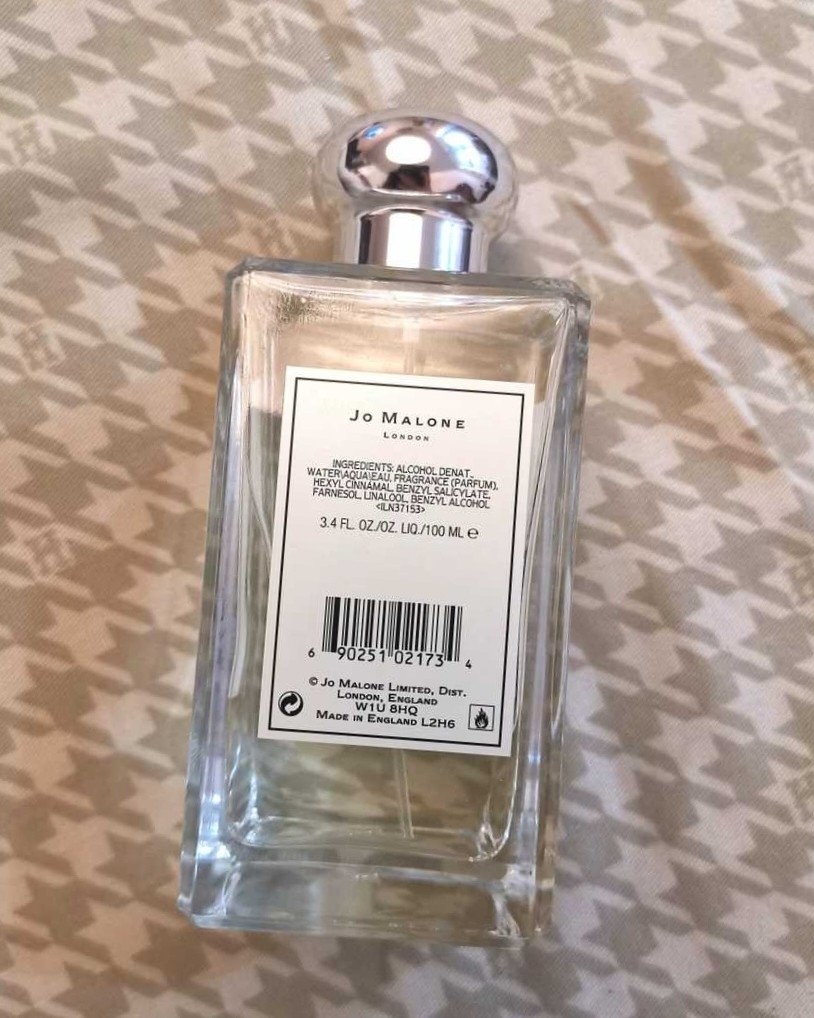 Jo Malone
London
INGREDIENTS: ALCOHOL DENAT.,
WATER\AQUA\EAU, FRAGRANCE (PARFUM),
HEXYL CINNAMAL, BENZYL SALICYLATE,
FARNESOL, LINALOOL, BENZYL ALCOHOL
<ILN37153>
3.4 FL. OZ./OZ. LIQ./100 ML ℮
6 90251 02173 4
© Jo Malone Limited, Dist.
London, England
W1U 8HQ
Made in England L2H6